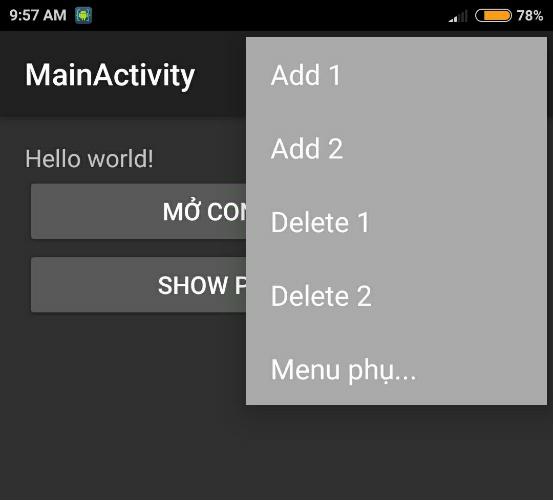 9:57 AM 78%
MainActivity
Add 1
Add 2
Delete 1
Delete 2
Menu phụ...
Hello world!
MỞ
SHOW